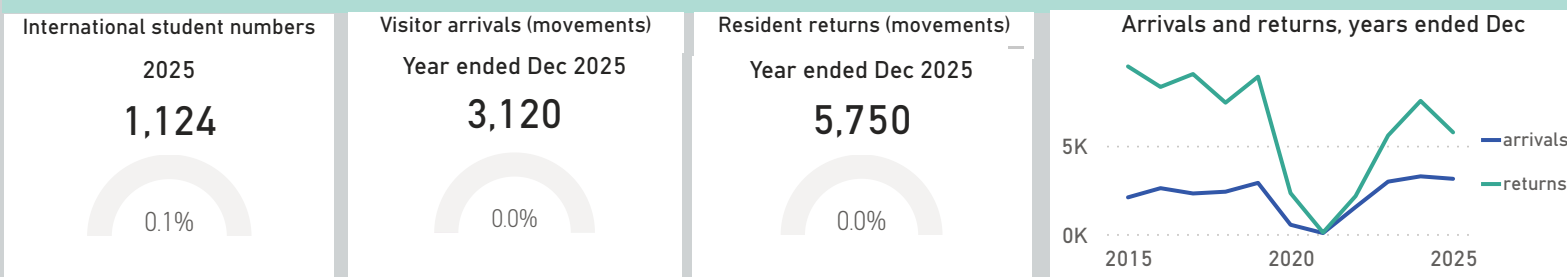 International student numbers
2025
1,124
0.1%
Visitor arrivals (movements)
Year ended Dec 2025
3,120
0.0%
Resident returns (movements)
Year ended Dec 2025
5,750
0.0%
Arrivals and returns, years ended Dec
5K
0K
2015
2020
2025
arrivals
returns